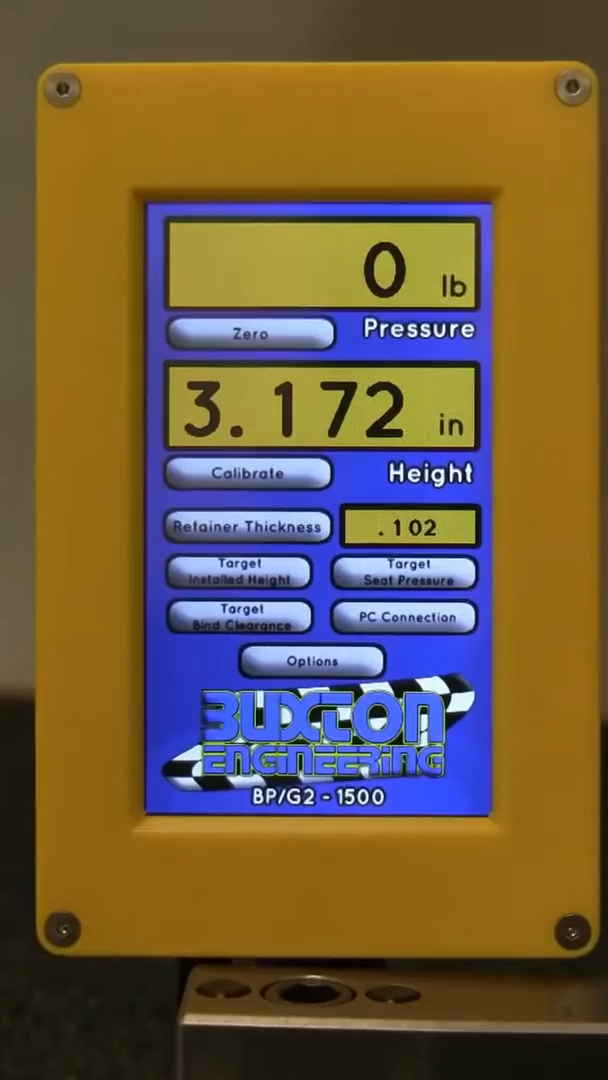 0 lb
Zero Pressure
3.172 in
Calibrate Height
Retainer Thickness .102
Target
Installed Height
Target
Seat Pressure
Target
Bind Clearance
PC Connection
Options
BUXTON
ENGINEERING
BP/G2 - 1500